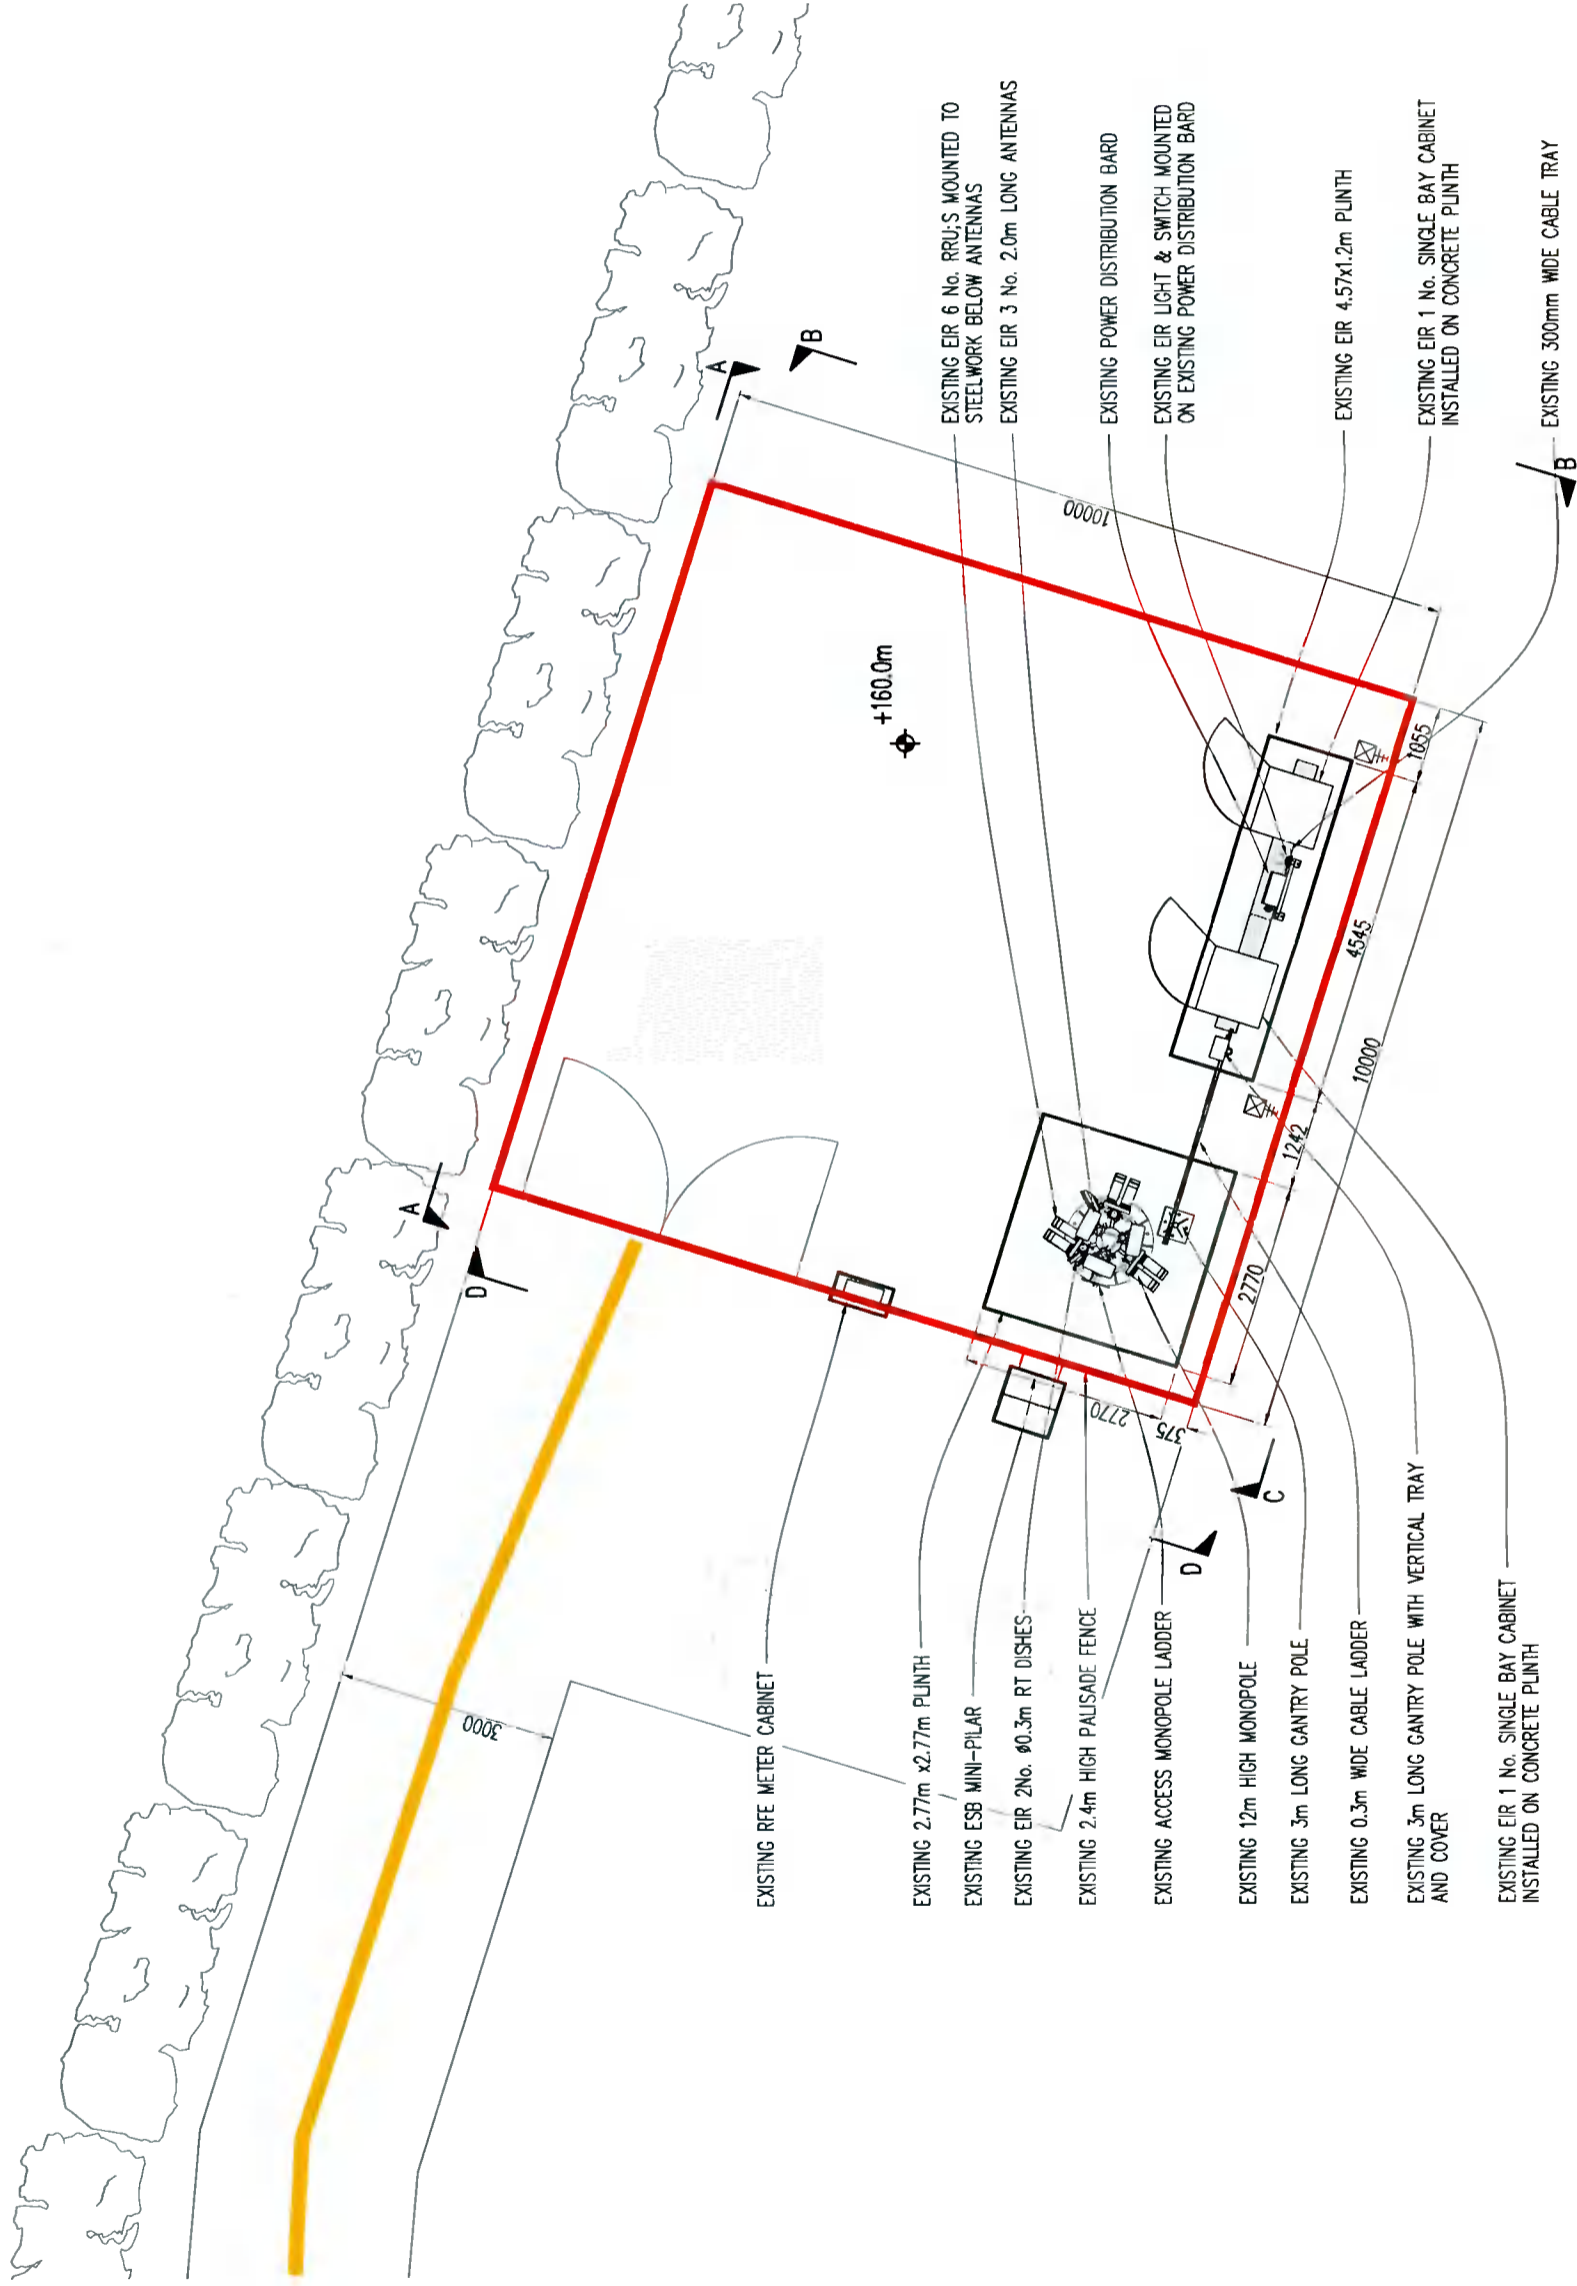 EXISTING EIR 6 No. RRU;S MOUNTED TO
STEELWORK BELOW ANTENNAS
EXISTING EIR 3 No. 2.0m LONG ANTENNAS
EXISTING POWER DISTRIBUTION BARD
EXISTING EIR LIGHT & SWITCH MOUNTED
ON EXISTING POWER DISTRIBUTION BARD
EXISTING EIR 4.57x1.2m PLINTH
EXISTING EIR 1 No. SINGLE BAY CABINET
INSTALLED ON CONCRETE PLINTH
EXISTING 300mm WIDE CABLE TRAY
A
B
B
A
D
D
C
+160.0m
10000
1055
4545
10000
1242
2770
2770
375
3000
EXISTING RFE METER CABINET
EXISTING 2.77m x2.77m PLINTH
EXISTING ESB MINI-PILAR
EXISTING EIR 2No. Ø0.3m RT DISHES
EXISTING 2.4m HIGH PALISADE FENCE
EXISTING ACCESS MONOPOLE LADDER
EXISTING 12m HIGH MONOPOLE
EXISTING 3m LONG GANTRY POLE
EXISTING 0.3m WIDE CABLE LADDER
EXISTING 3m LONG GANTRY POLE WITH VERTICAL TRAY
AND COVER
EXISTING EIR 1 No. SINGLE BAY CABINET
INSTALLED ON CONCRETE PLINTH